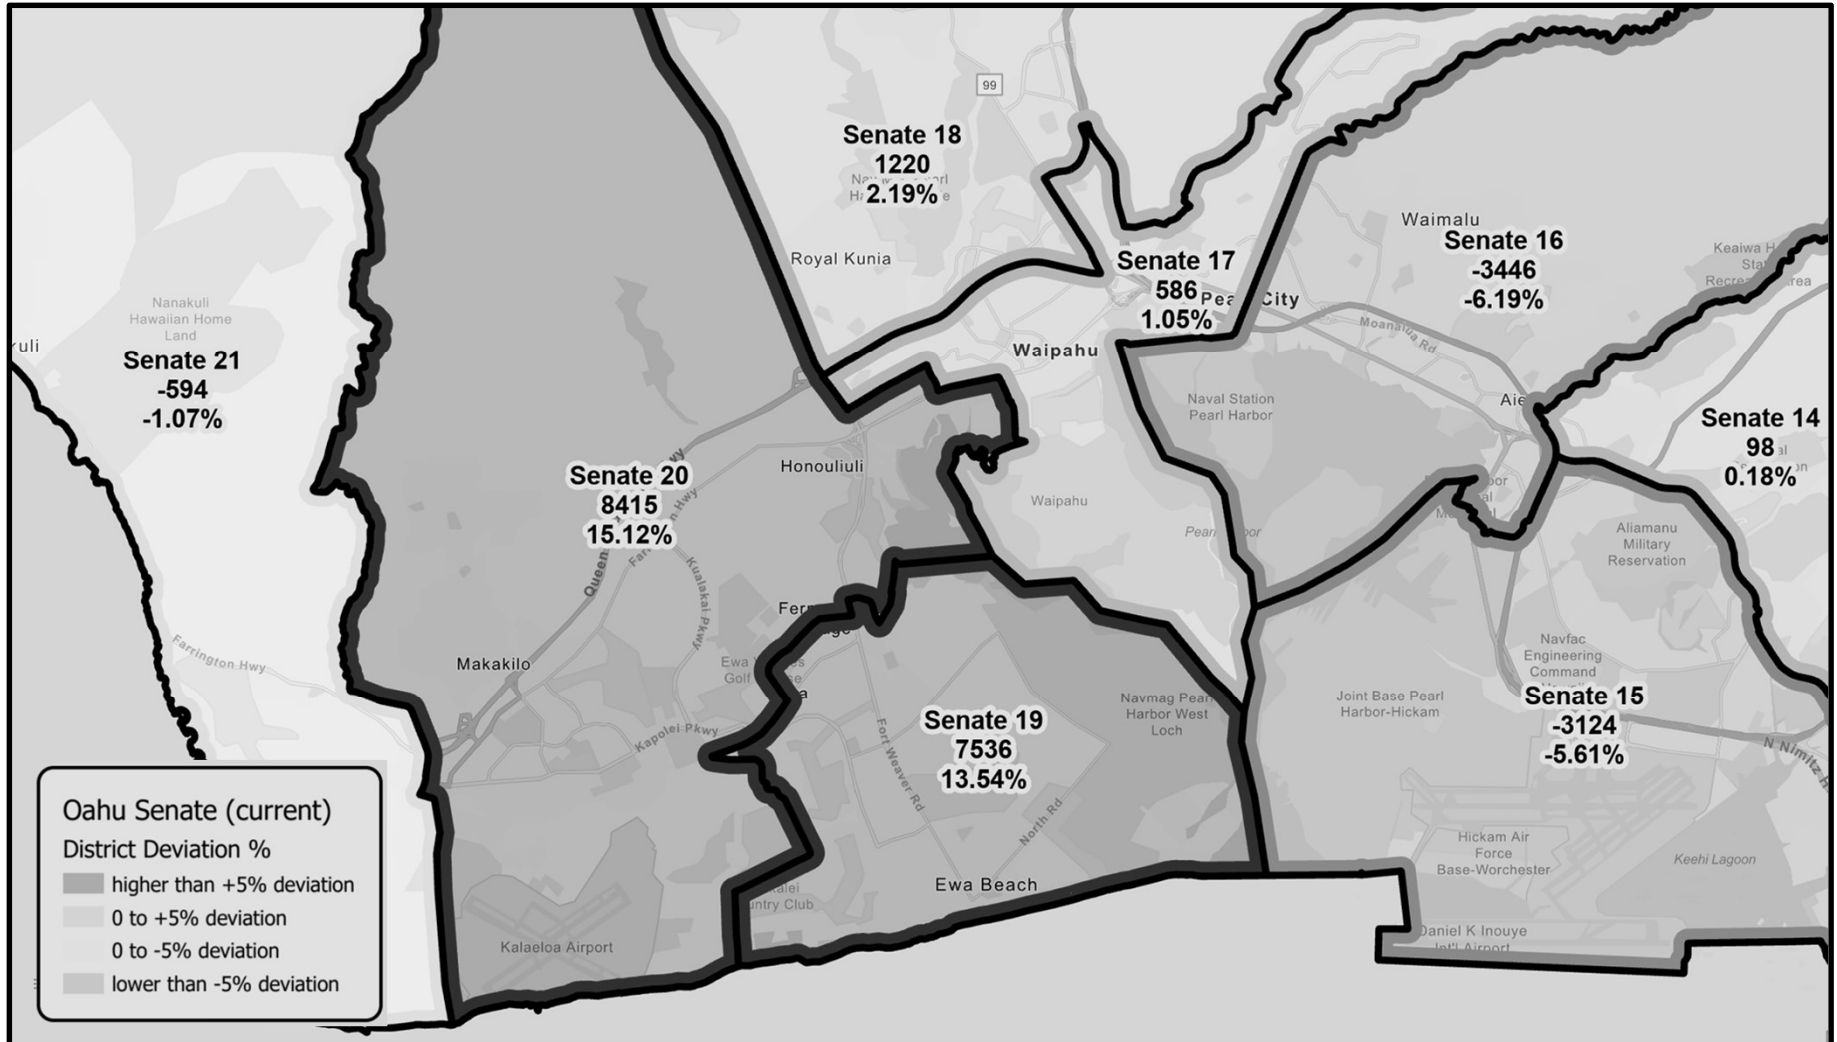 99
Senate 18
1220
2.19%
Royal Kunia
Waimalu
Senate 16
-3446
-6.19%
Senate 17
586
1.05%
Moanalua Rd
Waipahu
Nanakuli
Hawaiian Home
Land
Senate 21
-594
-1.07%
Naval Station
Pearl Harbor
Senate 14
98
0.18%
Honouliuli
Senate 20
8415
15.12%
Waipahu
Aliamanu
Military
Reservation
Kualakai Pkwy
Farrington Hwy
Makakilo
Navfac
Engineering
Command
Senate 15
-3124
-5.61%
Joint Base Pearl
Harbor-Hickam
Navmag Pearl
Harbor West
Loch
Senate 19
7536
13.54%
Kapolei Pkwy
Fort Weaver Rd
North Rd
N Nimitz
Hickam Air
Force
Base-Worchester
Keehi Lagoon
Ewa Beach
Kalaeloa Airport
Daniel K Inouye
Int'l Airport
Oahu Senate (current)
District Deviation %
higher than +5% deviation
0 to +5% deviation
0 to -5% deviation
lower than -5% deviation